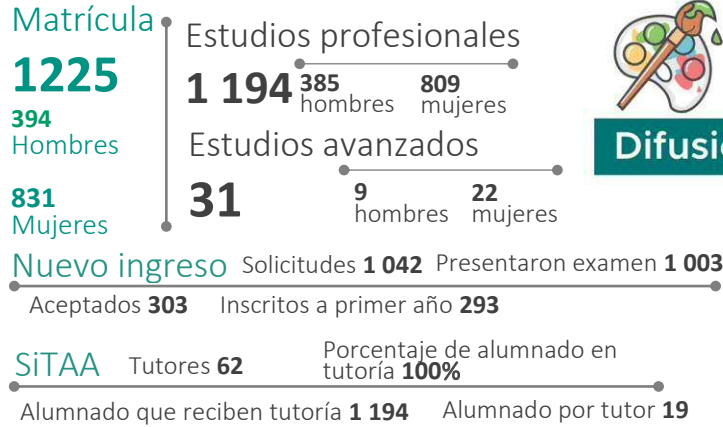 Matrícula
1225
394
Hombres
831
Mujeres
Estudios profesionales
1 194 385 hombres 809 mujeres
Estudios avanzados
31 9 hombres 22 mujeres
Nuevo ingreso Solicitudes 1 042 Presentaron examen 1 003
Aceptados 303 Inscritos a primer año 293
SiTAA Tutores 62 Porcentaje de alumnado en
tutoría 100%
Alumnado que reciben tutoría 1 194 Alumnado por tutor 19